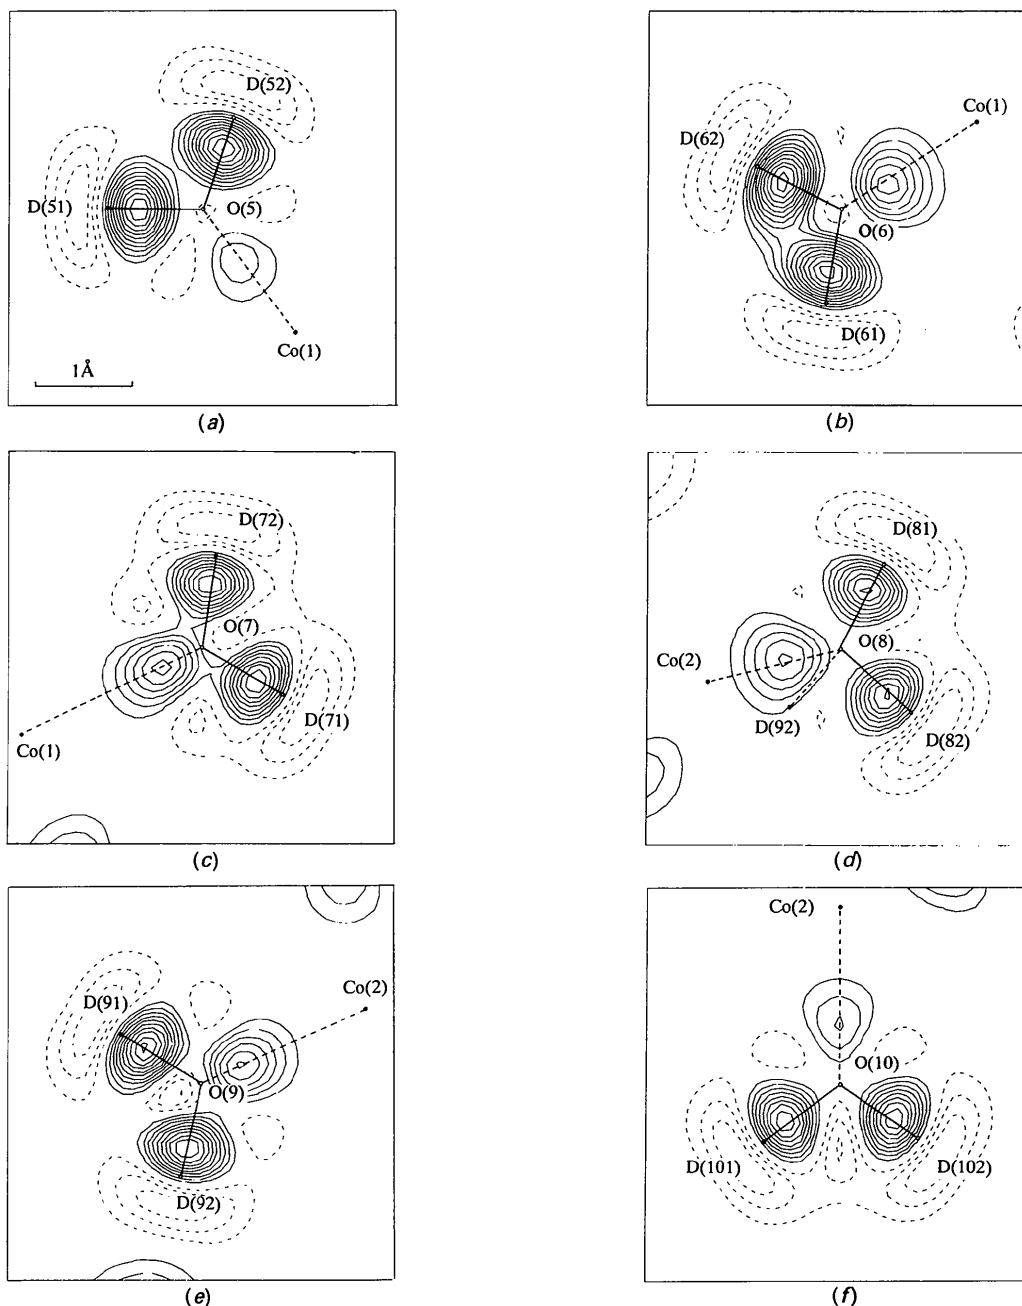 D(52)
D(51)
O(5)
Co(1)
1Å
(a)
Co(1)
D(62)
O(6)
D(61)
(b)
D(72)
O(7)
D(71)
Co(1)
(c)
D(81)
O(8)
Co(2)
D(92)
D(82)
(d)
Co(2)
D(91)
O(9)
D(92)
(e)
Co(2)
O(10)
D(101)
D(102)
(f)